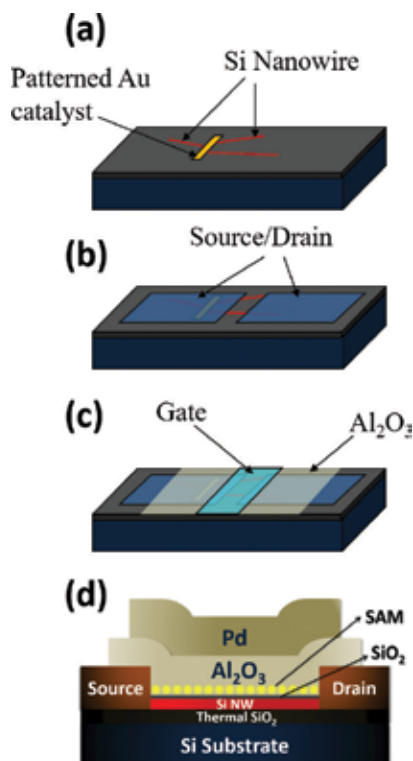 (a)
Si Nanowire
Patterned Au
catalyst
(b)
Source/Drain
(c)
Gate
Al₂O₃
(d)
SAM
Pd
SiO₂
Al₂O₃
Source
Drain
Si NW
Thermal SiO₂
Si Substrate